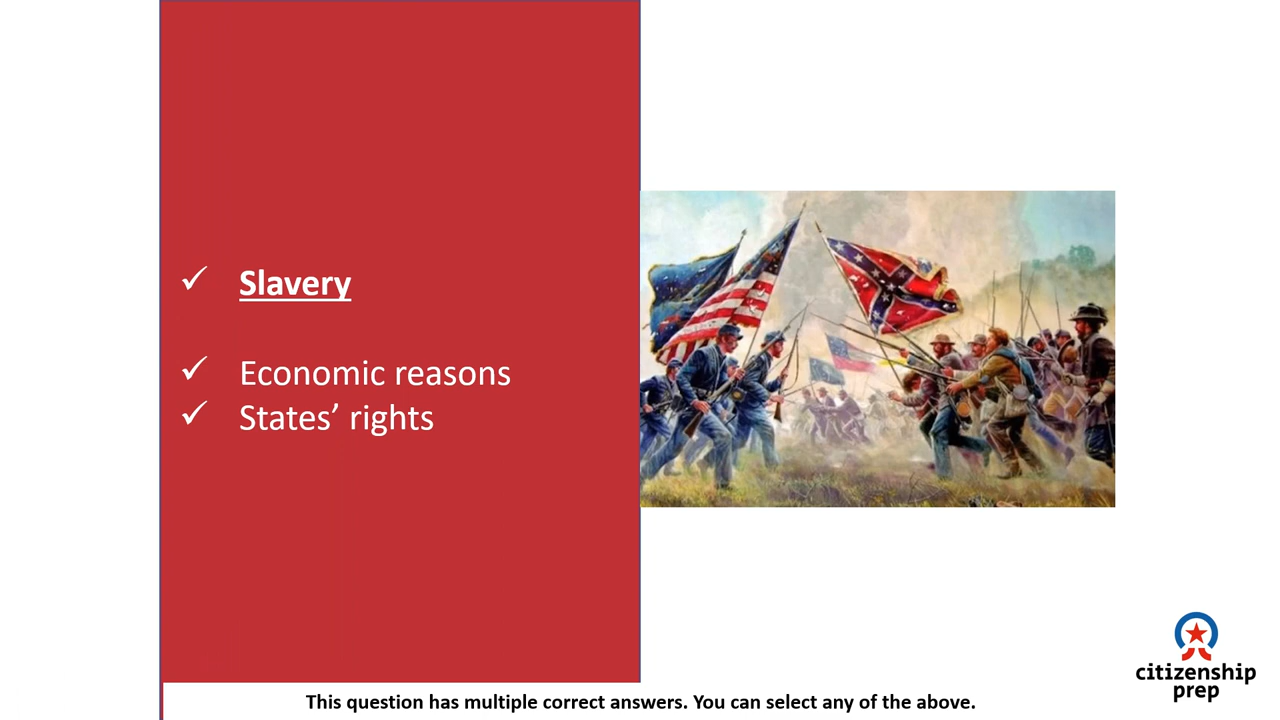 Slavery
Economic reasons
States’ rights
This question has multiple correct answers. You can select any of the above.
citizenship
prep